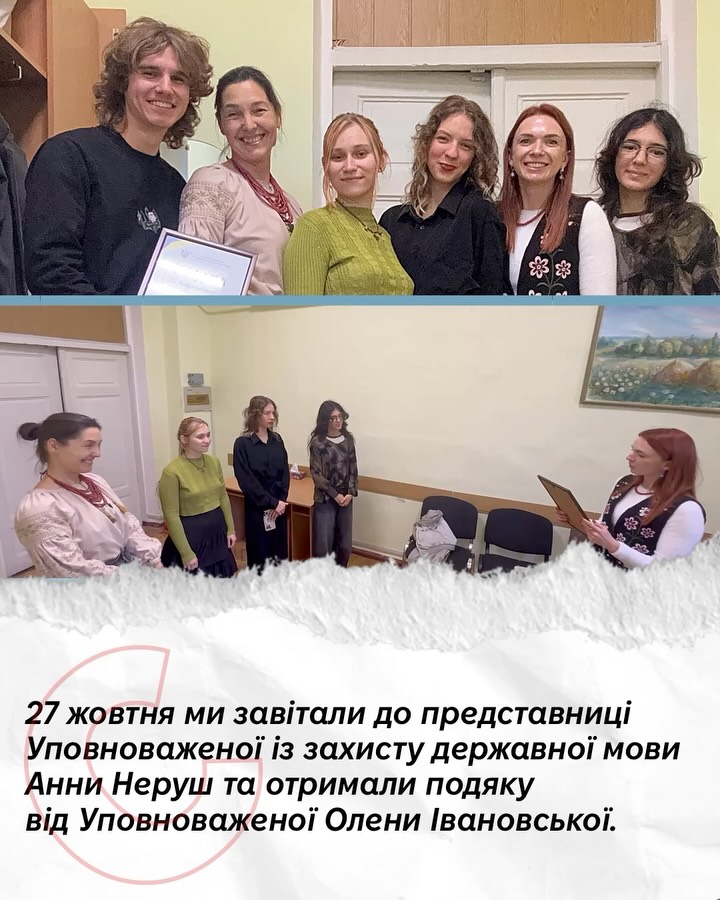 27 жовтня ми завітали до представниці
Уповноваженої із захисту державної мови
Анни Неруш та отримали подяку
від Уповноваженої Олени Івановської.